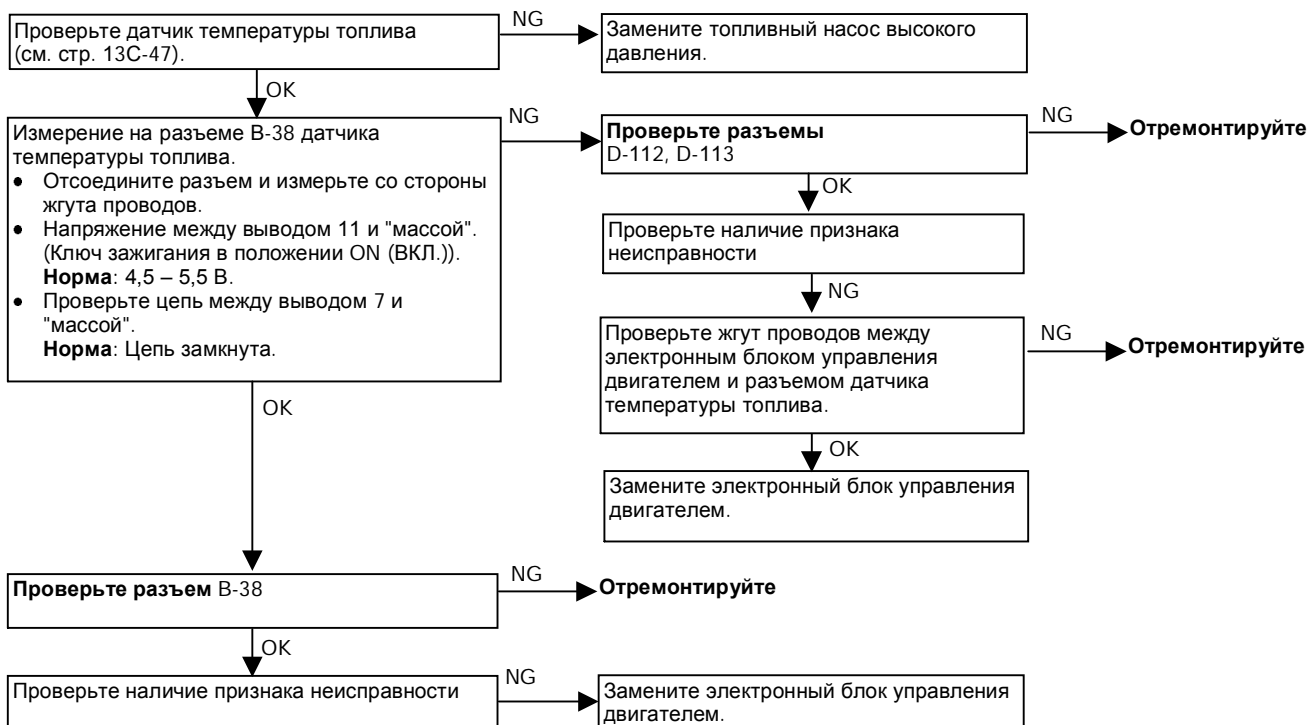 Проверьте датчик температуры топлива
(см. стр. 13C-47).
NG
Замените топливный насос высокого
давления.
OK
Измерение на разъеме B-38 датчика
температуры топлива.
● Отсоедините разъем и измерьте со стороны
жгута проводов.
● Напряжение между выводом 11 и "массой".
(Ключ зажигания в положении ON (ВКЛ.)).
Норма: 4,5 – 5,5 В.
● Проверьте цепь между выводом 7 и
"массой".
Норма: Цепь замкнута.
NG
Проверьте разъемы
D-112, D-113
NG
Отремонтируйте
OK
Проверьте наличие признака
неисправности
NG
Проверьте жгут проводов между
электронным блоком управления
двигателем и разъемом датчика
температуры топлива.
NG
Отремонтируйте
OK
Замените электронный блок управления
двигателем.
OK
Проверьте разъем B-38
NG
Отремонтируйте
OK
Проверьте наличие признака неисправности
NG
Замените электронный блок управления
двигателем.